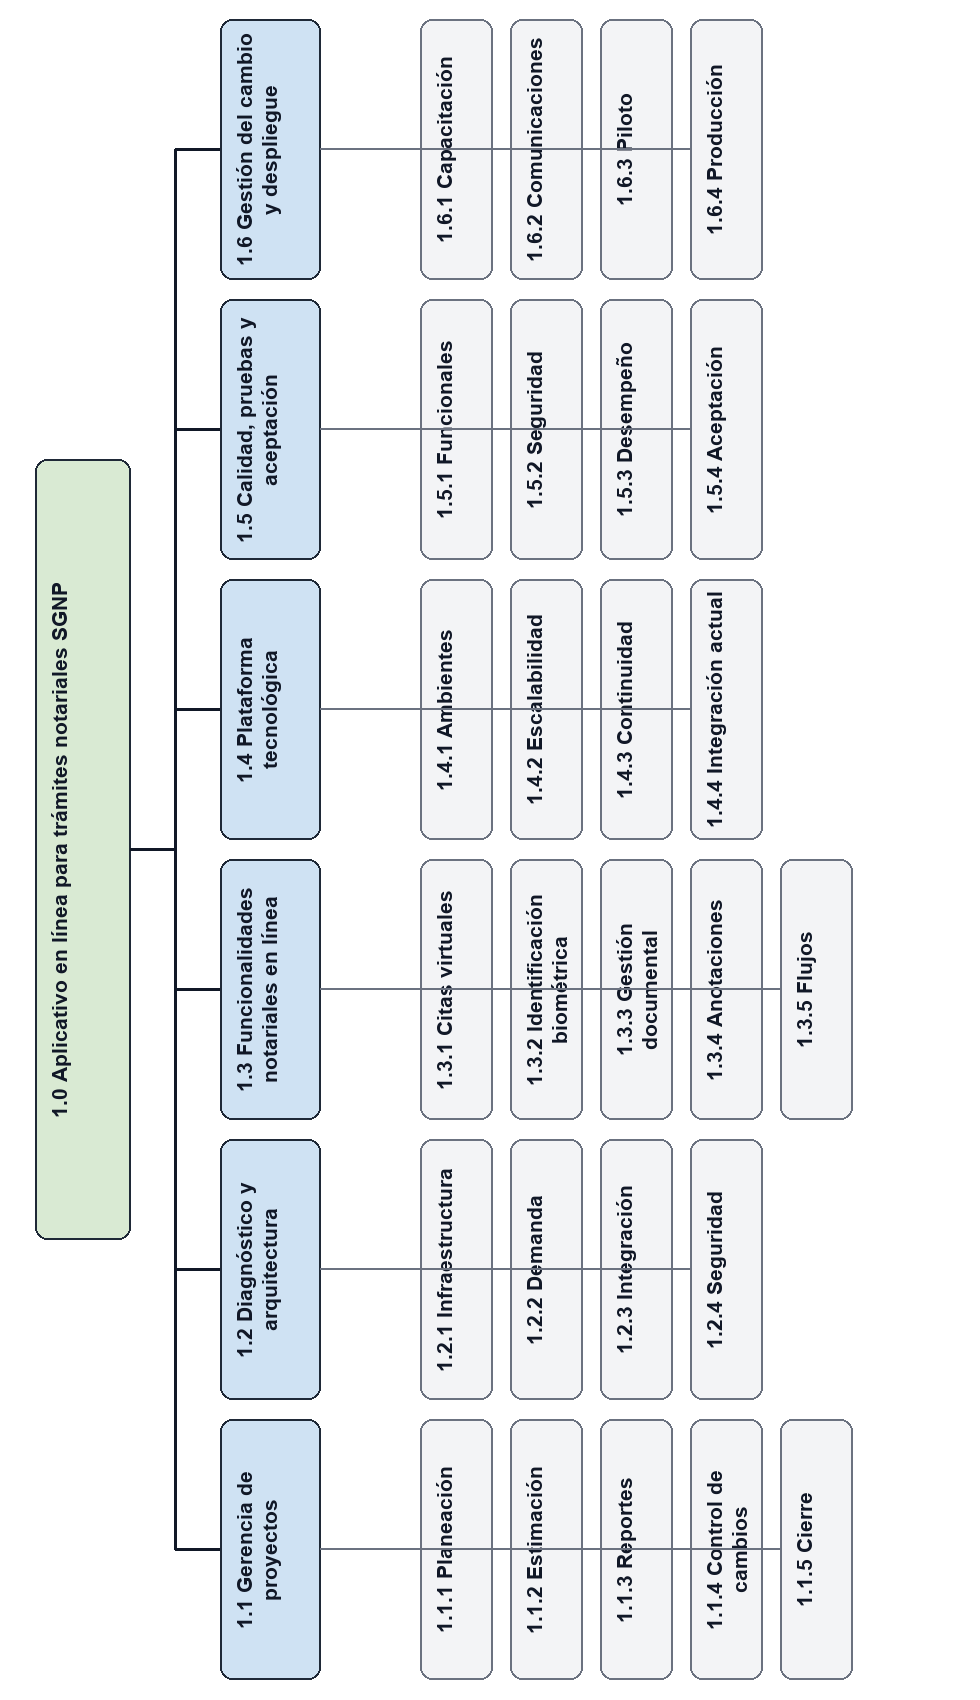 1.0 Aplicativo en línea para trámites notariales SGNP
1.1 Gerencia de
proyectos
1.1.1 Planeación
1.1.2 Estimación
1.1.3 Reportes
1.1.4 Control de
cambios
1.1.5 Cierre
1.2 Diagnóstico y
arquitectura
1.2.1 Infraestructura
1.2.2 Demanda
1.2.3 Integración
1.2.4 Seguridad
1.3 Funcionalidades
notariales en línea
1.3.1 Citas virtuales
1.3.2 Identificación
biométrica
1.3.3 Gestión
documental
1.3.4 Anotaciones
1.3.5 Flujos
1.4 Plataforma
tecnológica
1.4.1 Ambientes
1.4.2 Escalabilidad
1.4.3 Continuidad
1.4.4 Integración actual
1.5 Calidad, pruebas y
aceptación
1.5.1 Funcionales
1.5.2 Seguridad
1.5.3 Desempeño
1.5.4 Aceptación
1.6 Gestión del cambio
y despliegue
1.6.1 Capacitación
1.6.2 Comunicaciones
1.6.3 Piloto
1.6.4 Producción